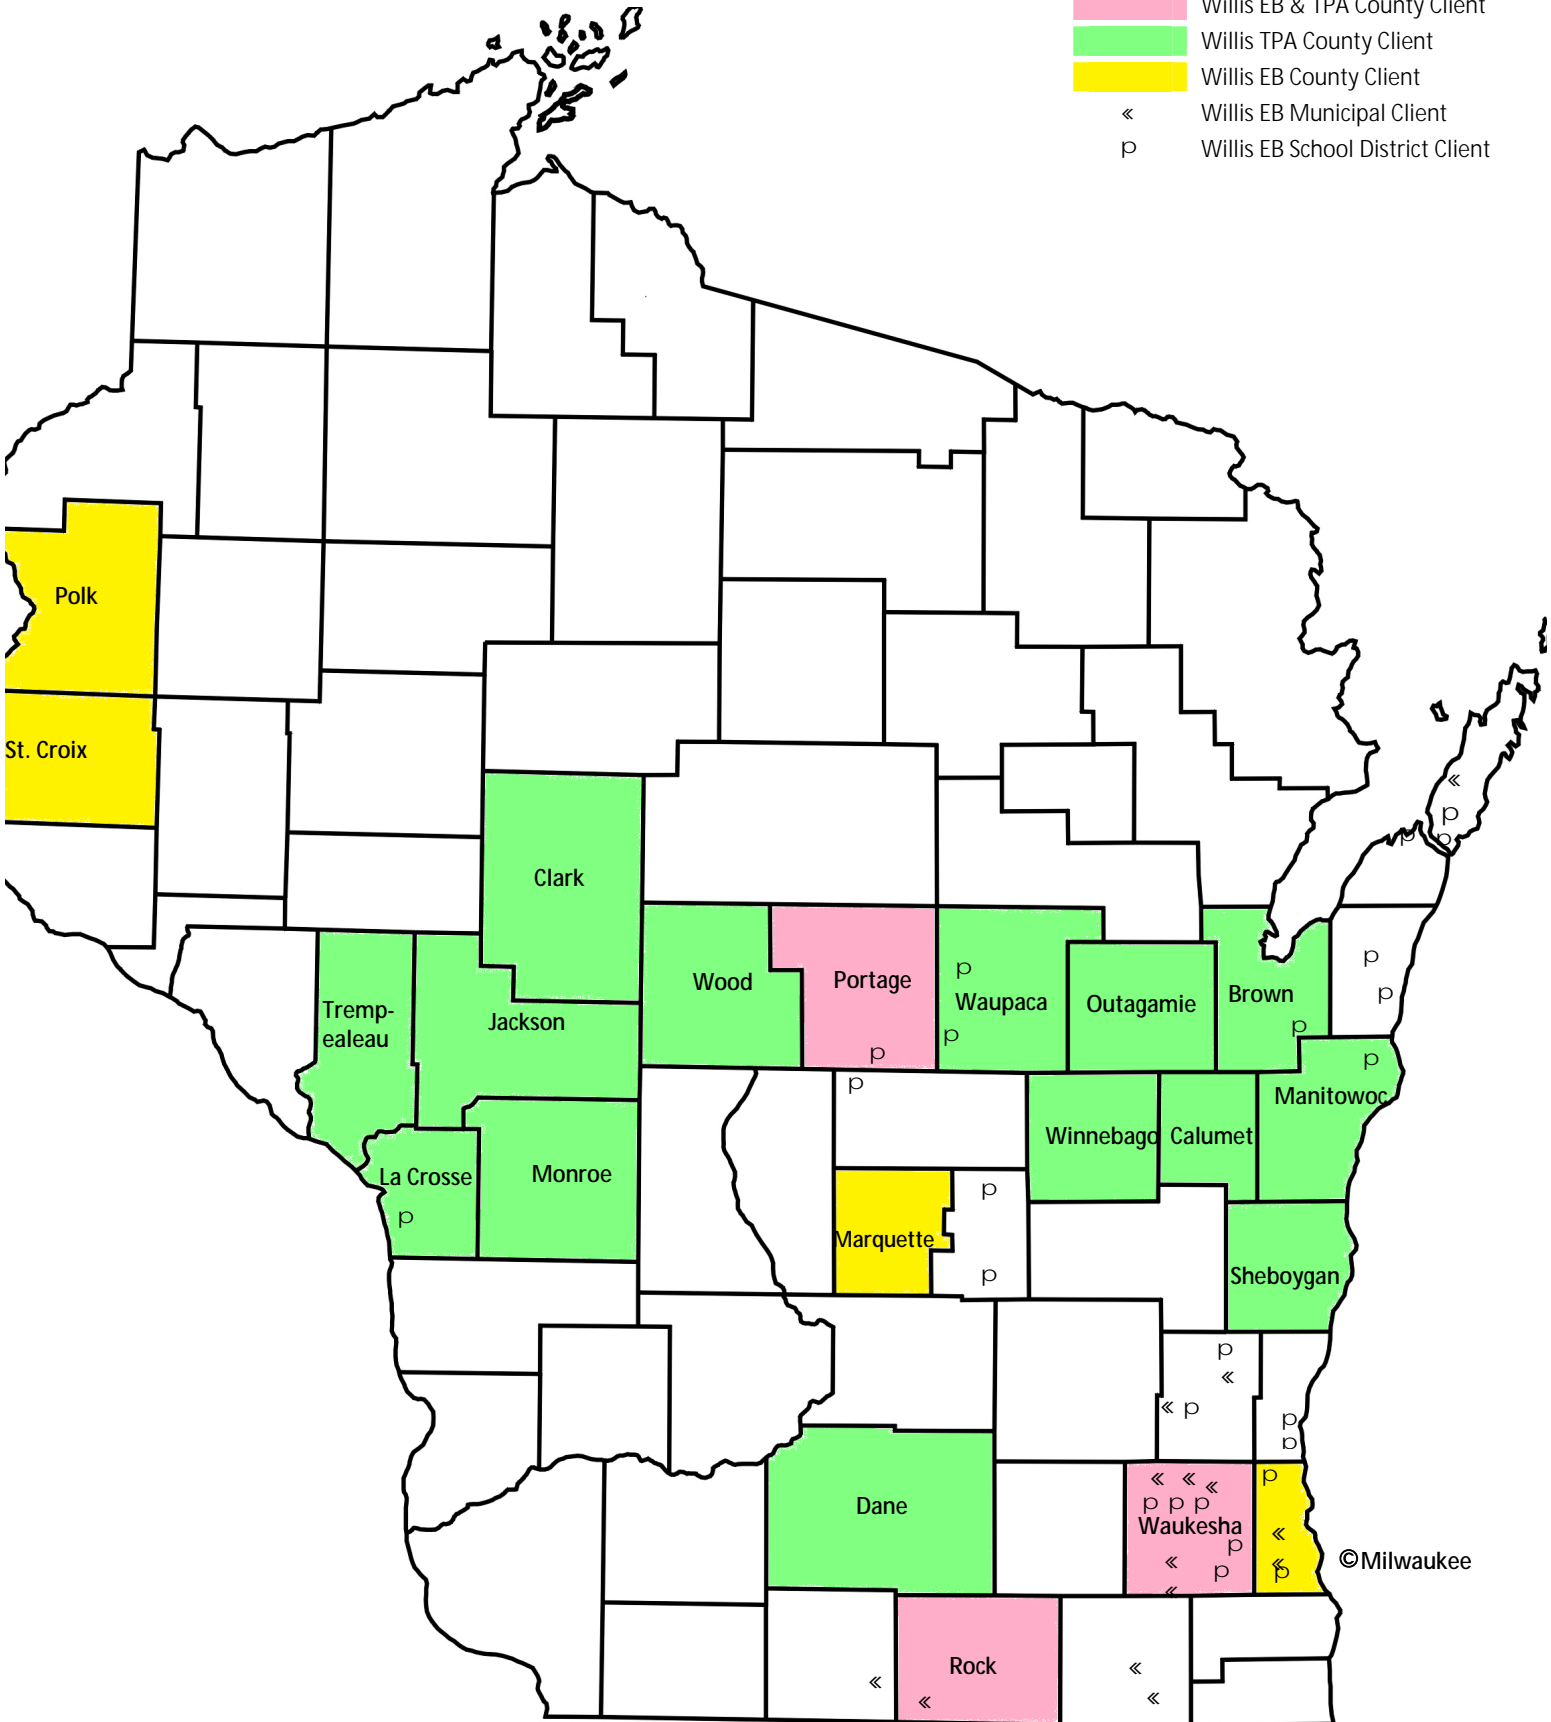 Willis EB & TPA County Client
Willis TPA County Client
Willis EB County Client
« Willis EB Municipal Client
p Willis EB School District Client
Polk
St. Croix
«
p
p p
Clark
Wood
Portage
p
p
Waupaca
p
Outagamie
Brown
p
p
p
Tremp-
ealeau
Jackson
p
p
Manitowoc
Winnebago
Calumet
La Crosse
p
Monroe
p
Marquette
p
Sheboygan
p
«
« p
p
p
Dane
« « «
p p p
Waukesha
p
« p
«
p
«
«
p
©Milwaukee
Rock
«
«
«
«